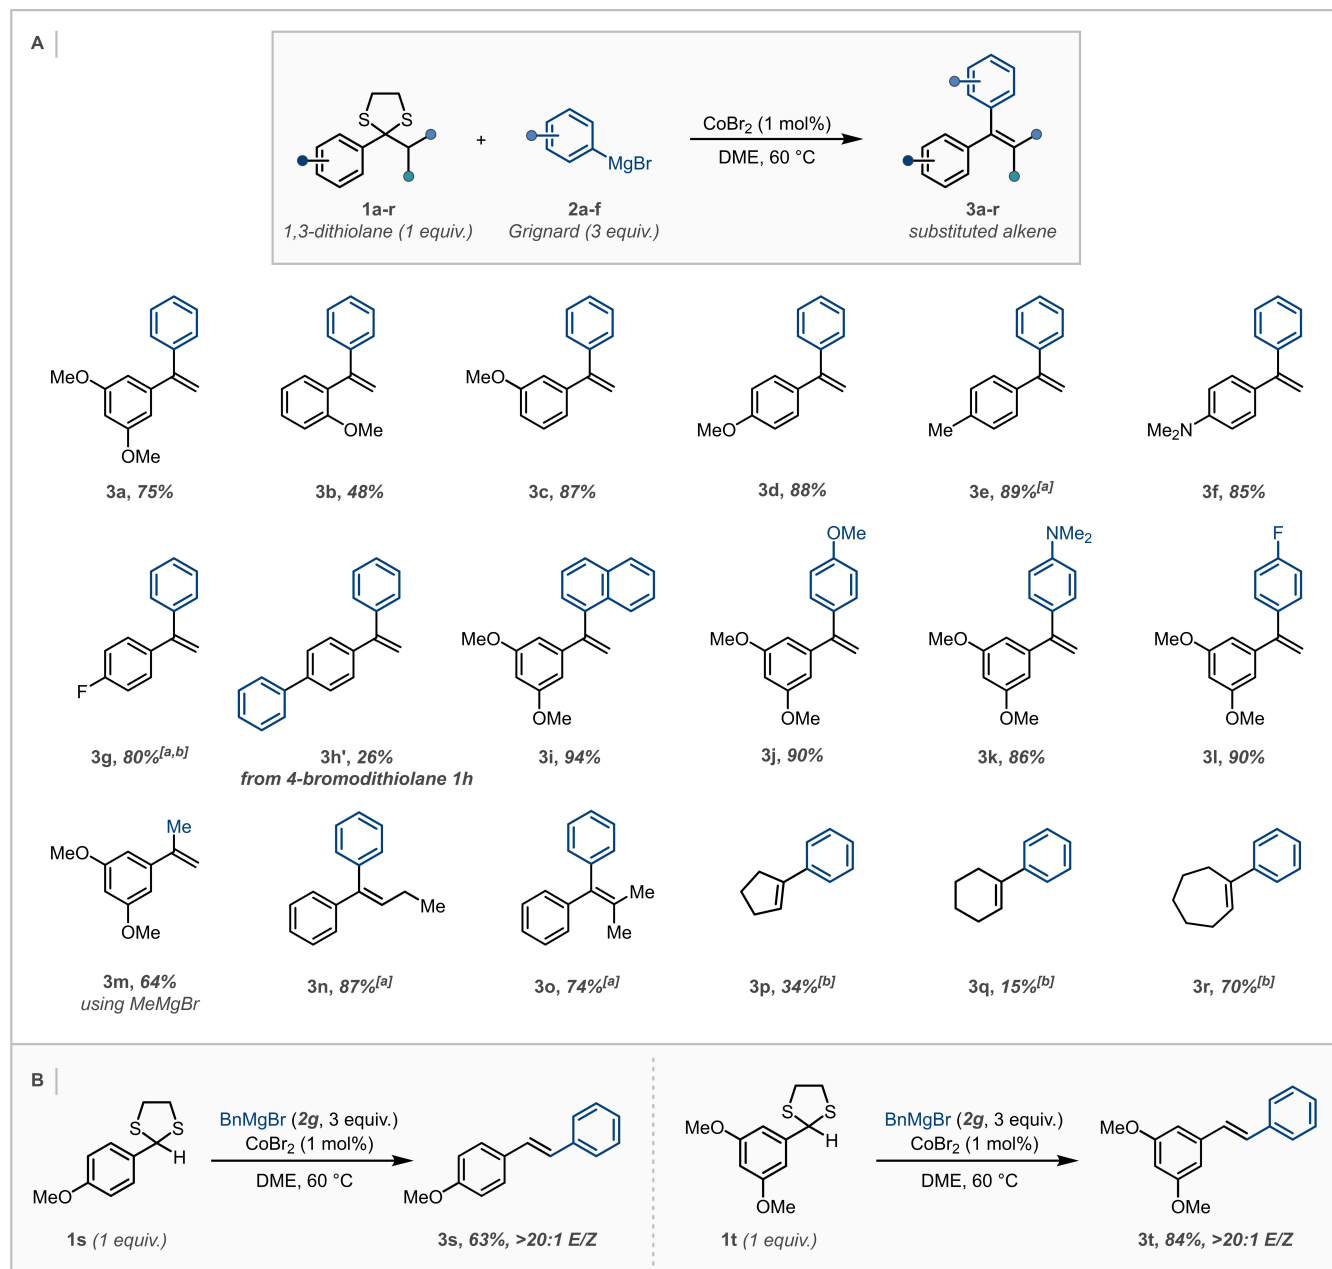 A
S S
+
MgBr
CoBr2 (1 mol%)
DME, 60 °C
1a-r
2a-f
3a-r
1,3-dithiolane (1 equiv.)
Grignard (3 equiv.)
substituted alkene
MeO
OMe
OMe
MeO
MeO
Me
Me2N
3a, 75%
3b, 48%
3c, 87%
3d, 88%
3e, 89%[a]
3f, 85%
F
MeO
OMe
OMe
MeO
OMe
NMe2
MeO
OMe
F
MeO
OMe
3g, 80%[a,b]
3h', 26%
from 4-bromodithiolane 1h
3i, 94%
3j, 90%
3k, 86%
3l, 90%
Me
MeO
OMe
Me
Me
Me
3m, 64%
using MeMgBr
3n, 87%[a]
3o, 74%[a]
3p, 34%[b]
3q, 15%[b]
3r, 70%[b]
B
S S
H
MeO
BnMgBr (2g, 3 equiv.)
CoBr2 (1 mol%)
DME, 60 °C
MeO
1s (1 equiv.)
3s, 63%, >20:1 E/Z
S S
MeO
H
OMe
BnMgBr (2g, 3 equiv.)
CoBr2 (1 mol%)
DME, 60 °C
MeO
OMe
1t (1 equiv.)
3t, 84%, >20:1 E/Z